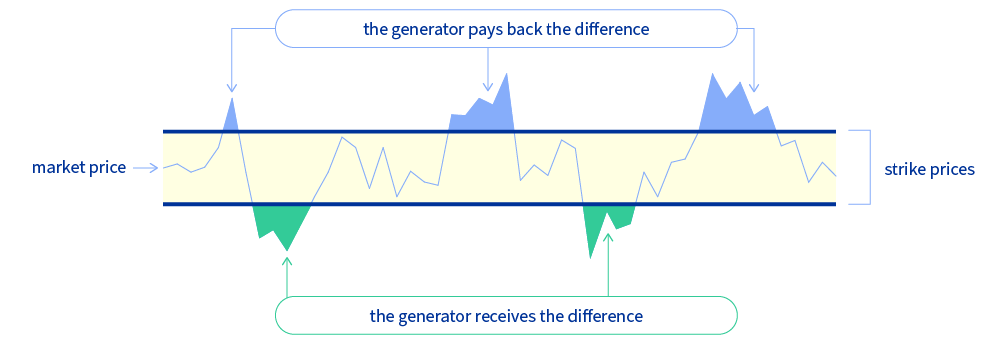 the generator pays back the difference
market price
strike prices
the generator receives the difference